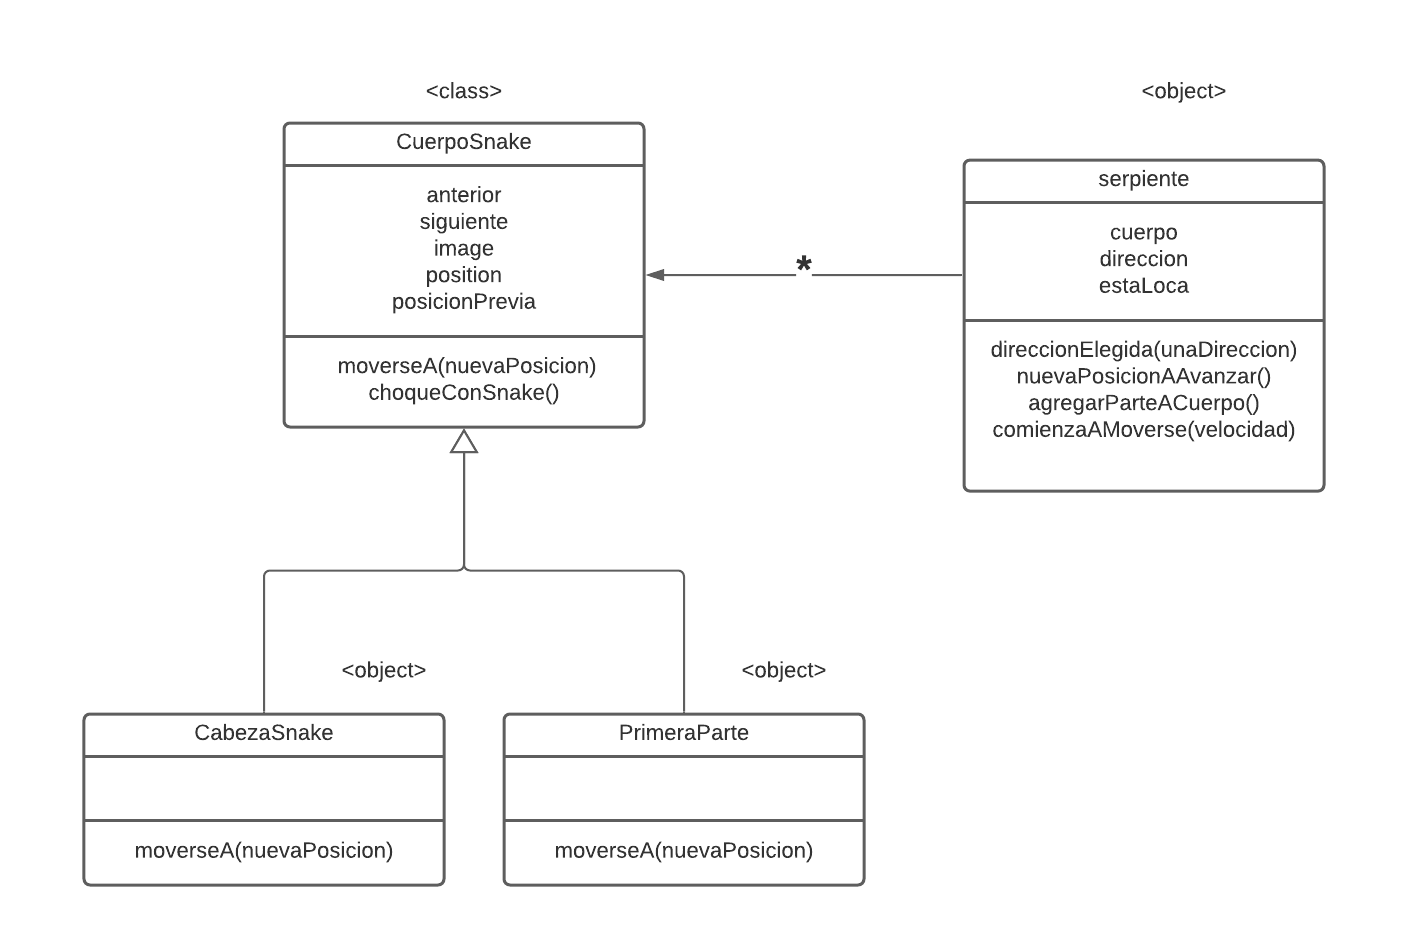 <class>
CuerpoSnake
anterior
siguiente
image
position
posicionPrevia
moverseA(nuevaPosicion)
choqueConSnake()
*
<object>
serpiente
cuerpo
direccion
estaLoca
direccionElegida(unaDireccion)
nuevaPosicionAAvanzar()
agregarParteACuerpo()
comienzaAMoverse(velocidad)
<object>
CabezaSnake
moverseA(nuevaPosicion)
<object>
PrimeraParte
moverseA(nuevaPosicion)